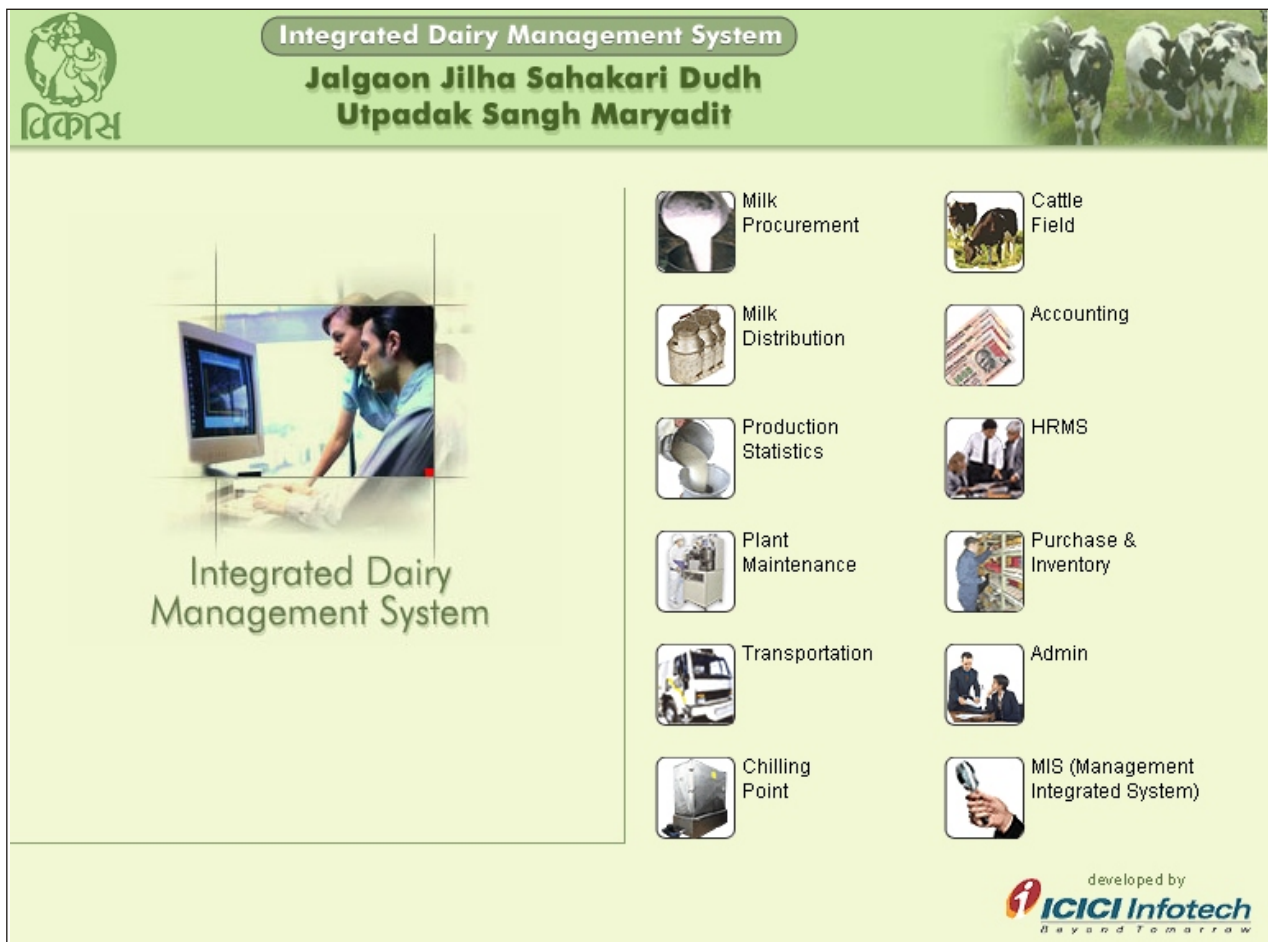 Integrated Dairy Management System
Jalgaon Jilha Sahakari Dudh
Utpadak Sangh Maryadit
विकास
Integrated Dairy
Management System
Milk
Procurement
Cattle
Field
Milk
Distribution
Accounting
Production
Statistics
HRMS
Plant
Maintenance
Purchase &
Inventory
Transportation
Admin
Chilling
Point
MIS (Management
Integrated System)
developed by
ICICI Infotech
Beyond Tomorrow